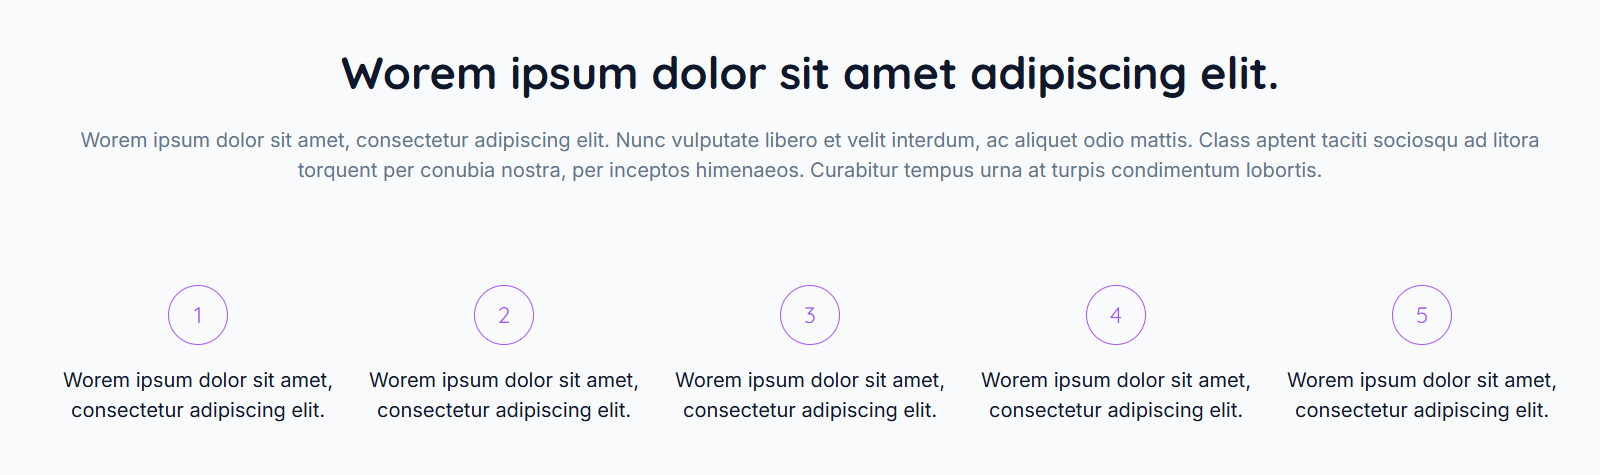 Worem ipsum dolor sit amet adipiscing elit.
Worem ipsum dolor sit amet, consectetur adipiscing elit. Nunc vulputate libero et velit interdum, ac aliquet odio mattis. Class aptent taciti sociosqu ad litora
torquent per conubia nostra, per inceptos himenaeos. Curabitur tempus urna at turpis condimentum lobortis.
1
Worem ipsum dolor sit amet,
consectetur adipiscing elit.
2
Worem ipsum dolor sit amet,
consectetur adipiscing elit.
3
Worem ipsum dolor sit amet,
consectetur adipiscing elit.
4
Worem ipsum dolor sit amet,
consectetur adipiscing elit.
5
Worem ipsum dolor sit amet,
consectetur adipiscing elit.